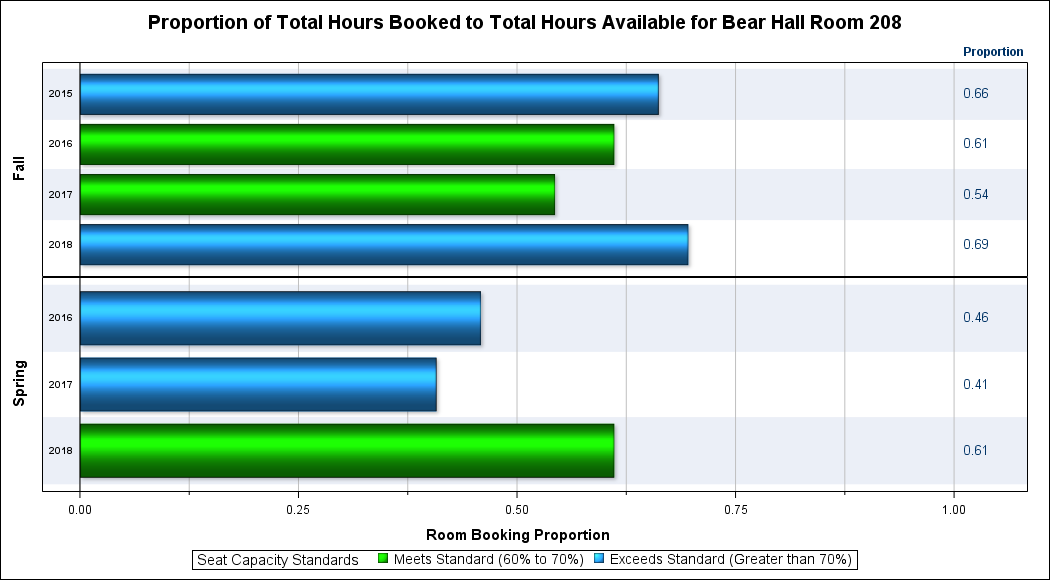 Proportion of Total Hours Booked to Total Hours Available for Bear Hall Room 208
Proportion
Fall
2015 0.66
2016 0.61
2017 0.54
2018 0.69
Spring
2016 0.46
2017 0.41
2018 0.61
0.00 0.25 0.50 0.75 1.00
Room Booking Proportion
Seat Capacity Standards Meets Standard (60% to 70%) Exceeds Standard (Greater than 70%)